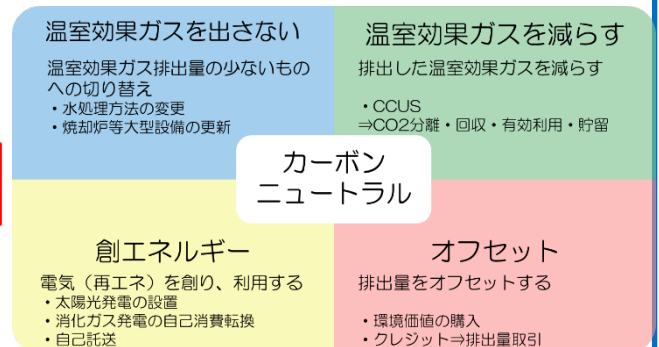 温室効果ガスを出さない
温室効果ガス排出量の少ないもの
への切り替え
・水処理方法の変更
・焼却炉等大型設備の更新
温室効果ガスを減らす
排出した温室効果ガスを減らす
・CCUS
⇒CO2分離・回収・有効利用・貯留
カーボン
ニュートラル
創エネルギー
電気（再エネ）を創り、利用する
・太陽光発電の設置
・消化ガス発電の自己消費転換
・自己託送
オフセット
排出量をオフセットする
・環境価値の購入
・クレジット⇒排出量取引